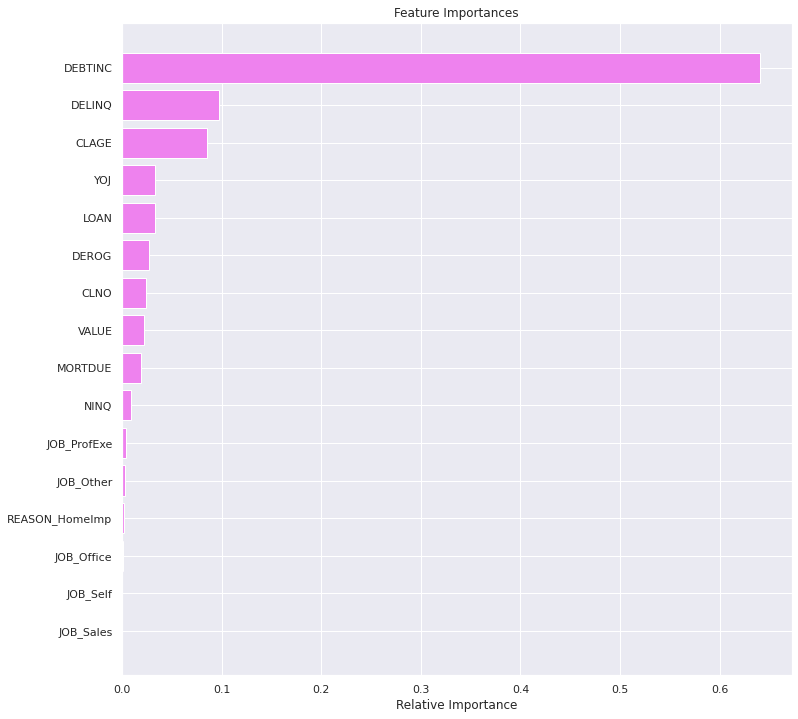 Feature Importances
DEBTINC
DELINQ
CLAGE
YOJ
LOAN
DEROG
CLNO
VALUE
MORTDUE
NINQ
JOB_ProfExe
JOB_Other
REASON_HomeImp
JOB_Office
JOB_Self
JOB_Sales
0.0 0.1 0.2 0.3 0.4 0.5 0.6
Relative Importance